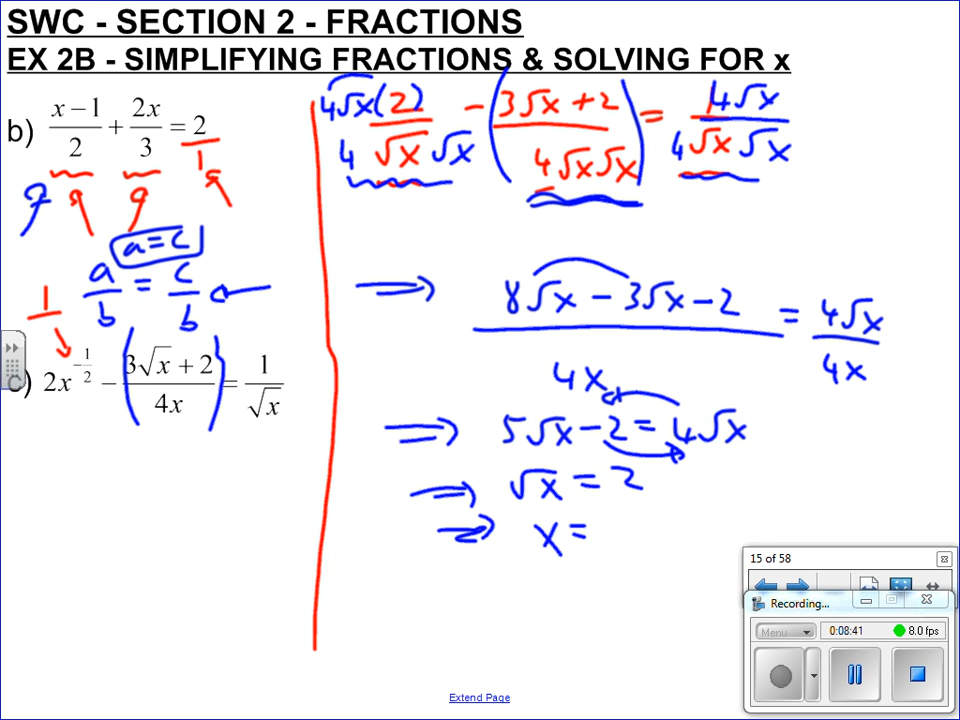 SWC - SECTION 2 - FRACTIONS
EX 2B - SIMPLIFYING FRACTIONS & SOLVING FOR x
b) (x − 1)/2 + 2x/3 = 2/1
a = c
a/b = c/b ←
1
c) 2x^(-1/2) − ((3√x + 2)/(4x)) = 1/√x
4√x(2)/(4√x√x) − ((3√x + 2)/(4√x√x)) = 4√x/(4√x√x)
⇒ (8√x − 3√x − 2)/(4x) = 4√x/(4x)
⇒ 5√x − 2 = 4√x
⇒ √x = 2
⇒ x =
15 of 58
Recording...
Menu
0:08:41
8.0 fps
Extend Page